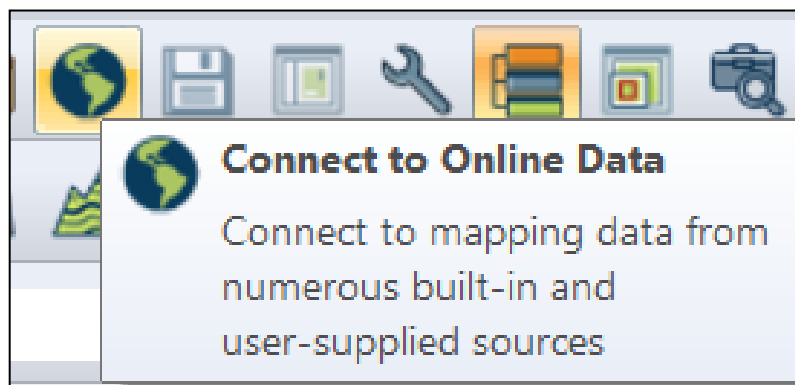 Connect to Online Data
Connect to mapping data from
numerous built-in and
user-supplied sources